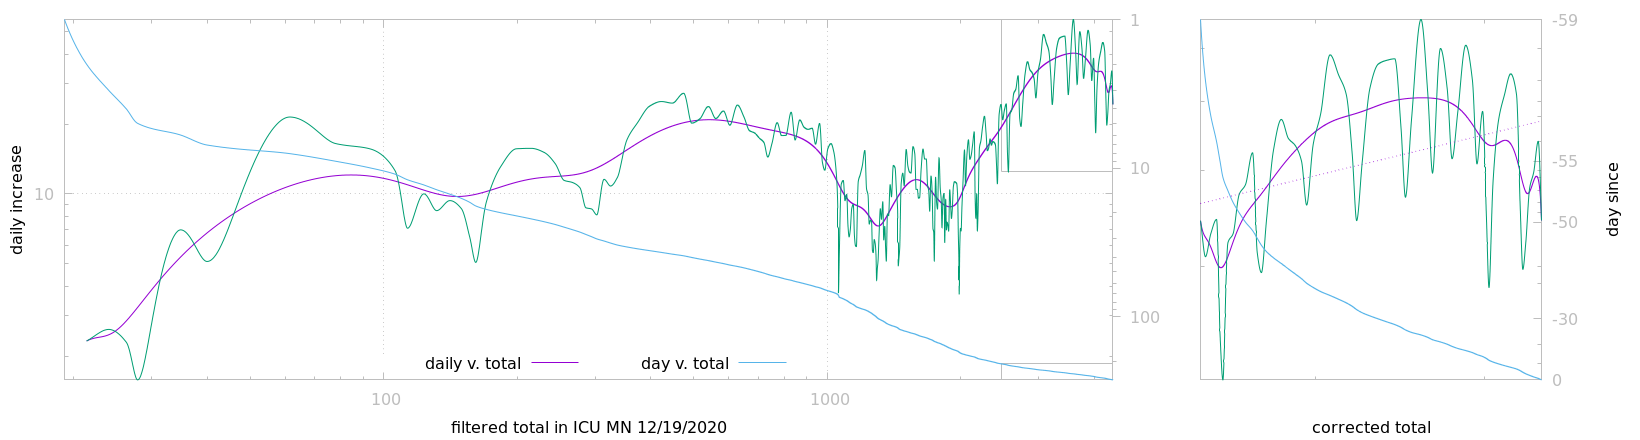 daily increase
10
100
1000
1
10
100
daily v. total
day v. total
filtered total in ICU MN 12/19/2020
-59
-55
-50
-30
0
day since
corrected total